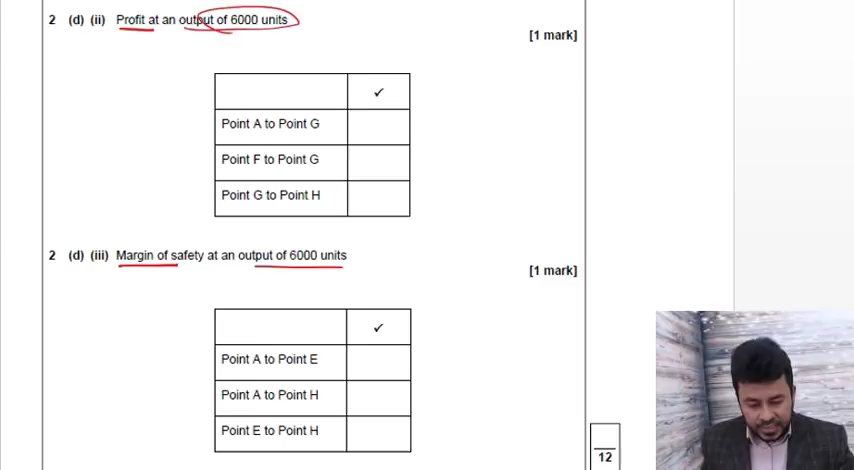 2 (d) (ii) Profit at an output of 6000 units
[1 mark]
✓
Point A to Point G
Point F to Point G
Point G to Point H
2 (d) (iii) Margin of safety at an output of 6000 units
[1 mark]
✓
Point A to Point E
Point A to Point H
Point E to Point H
12